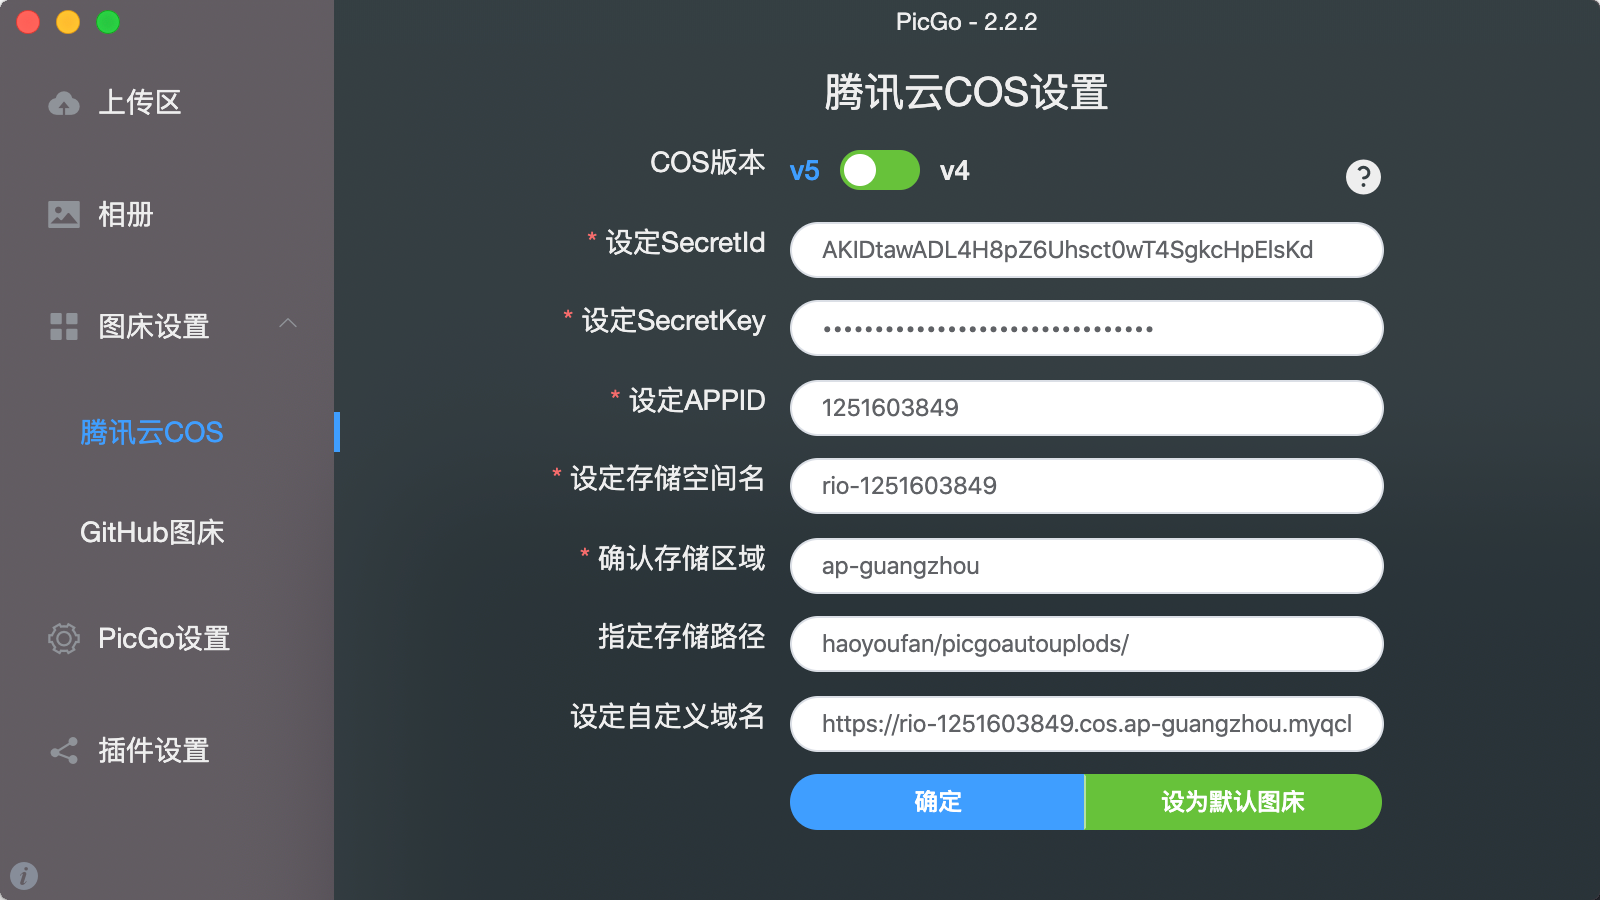 PicGo - 2.2.2
上传区
相册
图床设置
腾讯云COS
GitHub图床
PicGo设置
插件设置
腾讯云COS设置
COS版本 v5 v4
* 设定SecretId AKIDtawADL4H8pZ6Uhsct0wT4SgkcHpElsKd
* 设定SecretKey ••••••••••••••••••••••••••••••••
* 设定APPID 1251603849
* 设定存储空间名 rio-1251603849
* 确认存储区域 ap-guangzhou
指定存储路径 haoyoufan/picgoautouplods/
设定自定义域名 https://rio-1251603849.cos.ap-guangzhou.myqcl
确定 设为默认图床